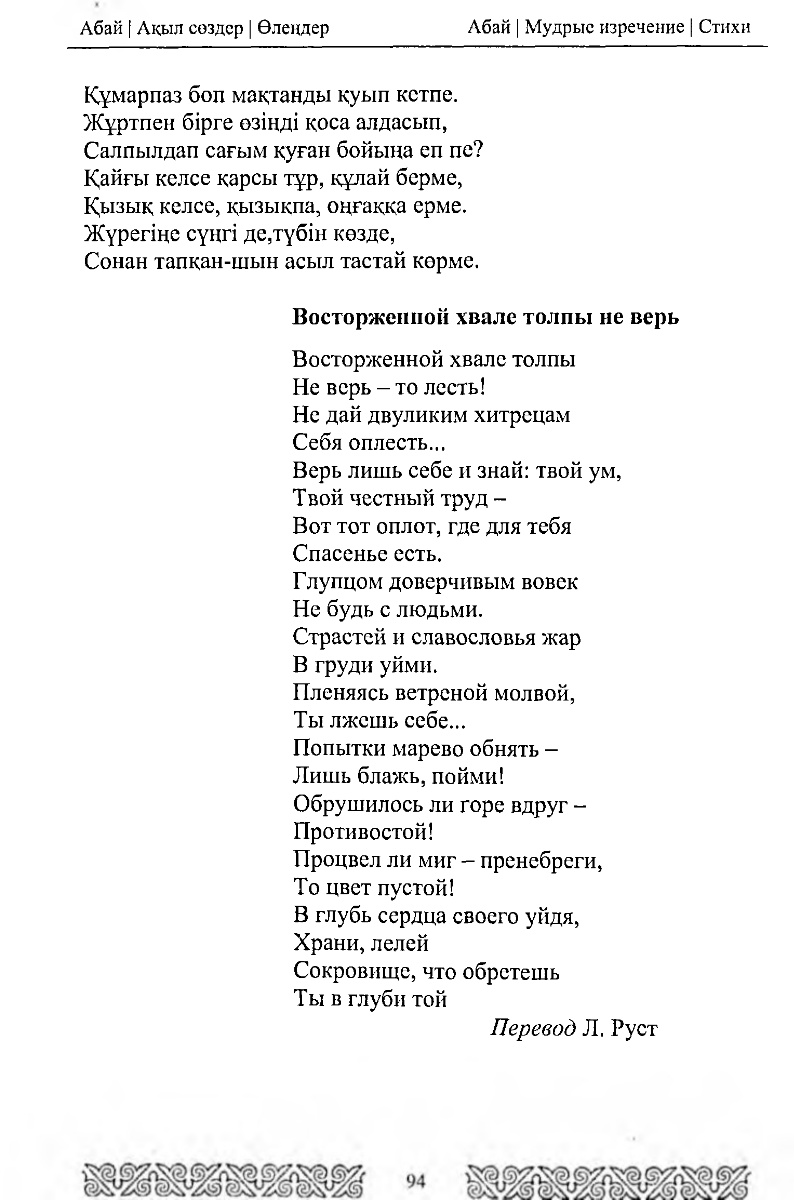 Абай | Ақыл сөздер | Өлеңдер
Абай | Мудрые изречение | Стихи
Құмарпаз боп мақтанды қуып кетпе.
Жұртпен бірге өзіңді қоса алдасып,
Салпылдап сағым қуған бойыңа еп пе?
Қайғы келсе қарсы тұр, құлай берме,
Қызық келсе, қызықпа, оңғаққа ерме.
Жүрегіңе сүңгі де,түбін көзде,
Сонан тапқан-шын асыл тастай көрме.
Восторженной хвале толпы не верь
Восторженной хвале толпы
Не верь – то лесть!
Не дай двуликим хитрецам
Себя оплесть...
Верь лишь себе и знай: твой ум,
Твой честный труд –
Вот тот оплот, где для тебя
Спасенье есть.
Глупцом доверчивым вовек
Не будь с людьми.
Страстей и славословья жар
В груди уйми.
Пленяясь ветреной молвой,
Ты лжешь себе...
Попытки марево обнять –
Лишь блажь, пойми!
Обрушилось ли горе вдруг –
Противостой!
Процвел ли миг – пренебреги,
То цвет пустой!
В глубь сердца своего уйдя,
Храни, лелей
Сокровище, что обретешь
Ты в глуби той
Перевод Л. Руст
94